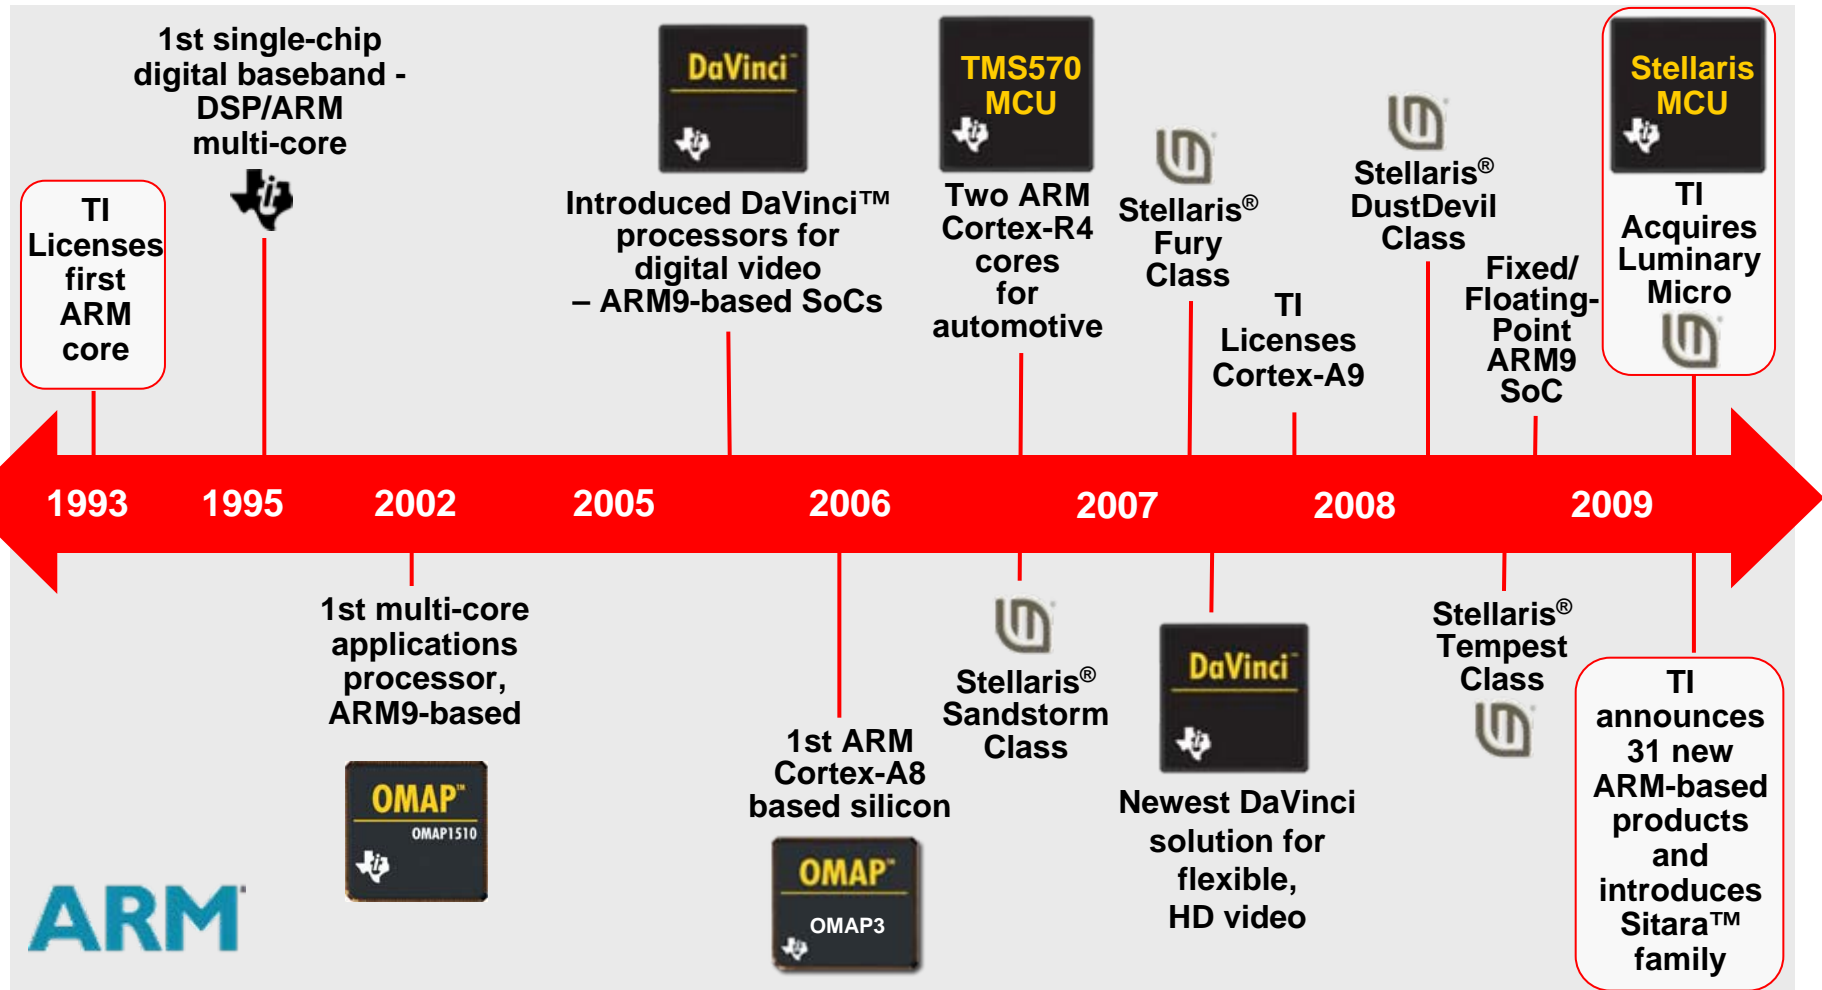 1st single-chip
digital baseband -
DSP/ARM
multi-core
TI
Licenses
first
ARM
core
DaVinci™
Introduced DaVinci™
processors for
digital video
– ARM9-based SoCs
TMS570
MCU
Two ARM
Cortex-R4
cores
for
automotive
Stellaris®
Fury
Class
TI
Licenses
Cortex-A9
Stellaris®
DustDevil
Class
Fixed/
Floating-
Point
ARM9
SoC
Stellaris
MCU
TI
Acquires
Luminary
Micro
1993 1995 2002 2005 2006 2007 2008 2009
1st multi-core
applications
processor,
ARM9-based
OMAP™
OMAP1510
1st ARM
Cortex-A8
based silicon
OMAP™
OMAP3
Stellaris®
Sandstorm
Class
DaVinci™
Newest DaVinci
solution for
flexible,
HD video
Stellaris®
Tempest
Class
TI
announces
31 new
ARM-based
products
and
introduces
Sitara™
family
ARM